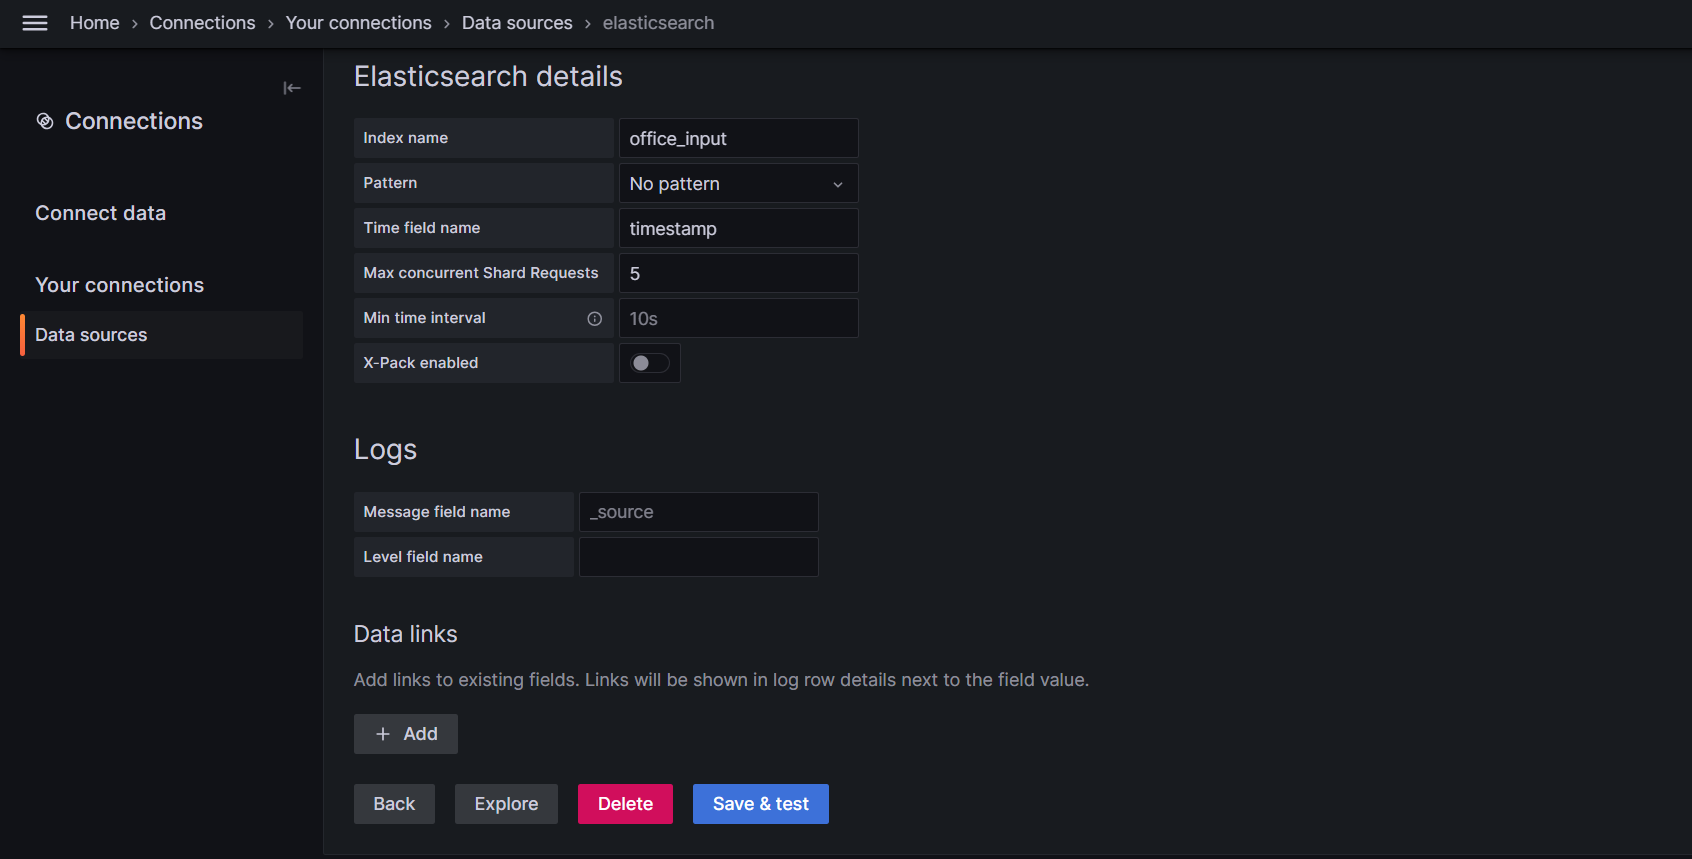 Home › Connections › Your connections › Data sources › elasticsearch
Connections
Connect data
Your connections
Data sources
Elasticsearch details
Index name office_input
Pattern No pattern
Time field name timestamp
Max concurrent Shard Requests 5
Min time interval 10s
X-Pack enabled
Logs
Message field name _source
Level field name
Data links
Add links to existing fields. Links will be shown in log row details next to the field value.
+ Add
Back Explore Delete Save & test